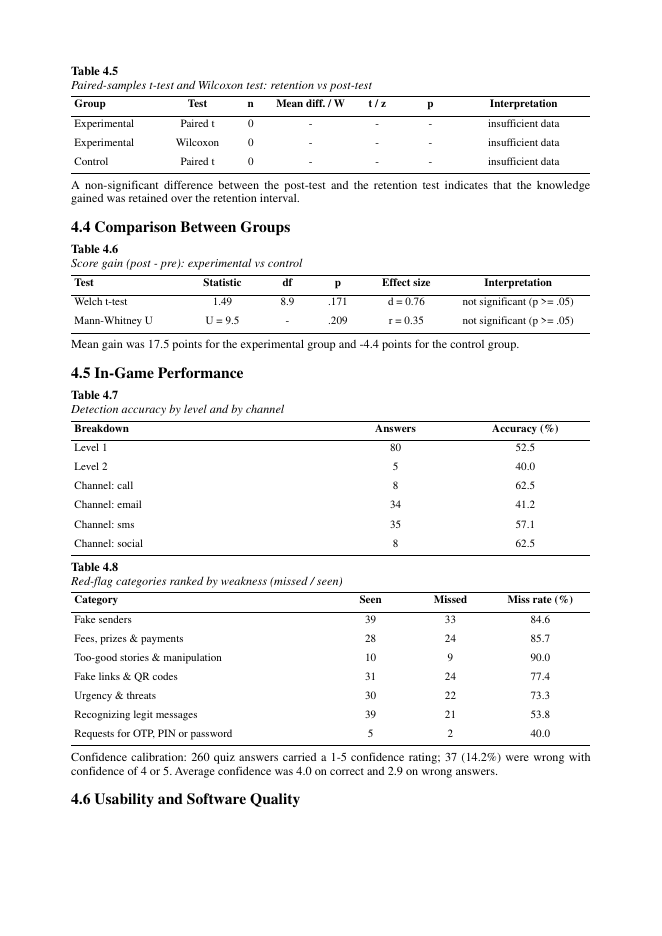 Table 4.5
Paired-samples t-test and Wilcoxon test: retention vs post-test
Group Test n Mean diff. / W t / z p Interpretation
Experimental Paired t 0 - - - insufficient data
Experimental Wilcoxon 0 - - - insufficient data
Control Paired t 0 - - - insufficient data
A non-significant difference between the post-test and the retention test indicates that the knowledge
gained was retained over the retention interval.
4.4 Comparison Between Groups
Table 4.6
Score gain (post - pre): experimental vs control
Test Statistic df p Effect size Interpretation
Welch t-test 1.49 8.9 .171 d = 0.76 not significant (p >= .05)
Mann-Whitney U U = 9.5 - .209 r = 0.35 not significant (p >= .05)
Mean gain was 17.5 points for the experimental group and -4.4 points for the control group.
4.5 In-Game Performance
Table 4.7
Detection accuracy by level and by channel
Breakdown Answers Accuracy (%)
Level 1 80 52.5
Level 2 5 40.0
Channel: call 8 62.5
Channel: email 34 41.2
Channel: sms 35 57.1
Channel: social 8 62.5
Table 4.8
Red-flag categories ranked by weakness (missed / seen)
Category Seen Missed Miss rate (%)
Fake senders 39 33 84.6
Fees, prizes & payments 28 24 85.7
Too-good stories & manipulation 10 9 90.0
Fake links & QR codes 31 24 77.4
Urgency & threats 30 22 73.3
Recognizing legit messages 39 21 53.8
Requests for OTP, PIN or password 5 2 40.0
Confidence calibration: 260 quiz answers carried a 1-5 confidence rating; 37 (14.2%) were wrong with
confidence of 4 or 5. Average confidence was 4.0 on correct and 2.9 on wrong answers.
4.6 Usability and Software Quality